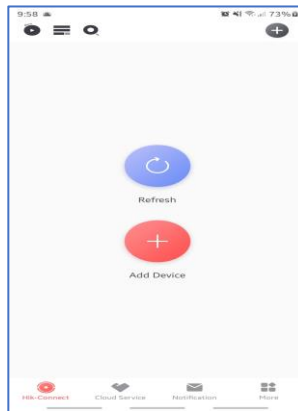 9:58 73%
Refresh
Add Device
Hik-Connect Cloud Service Notification More